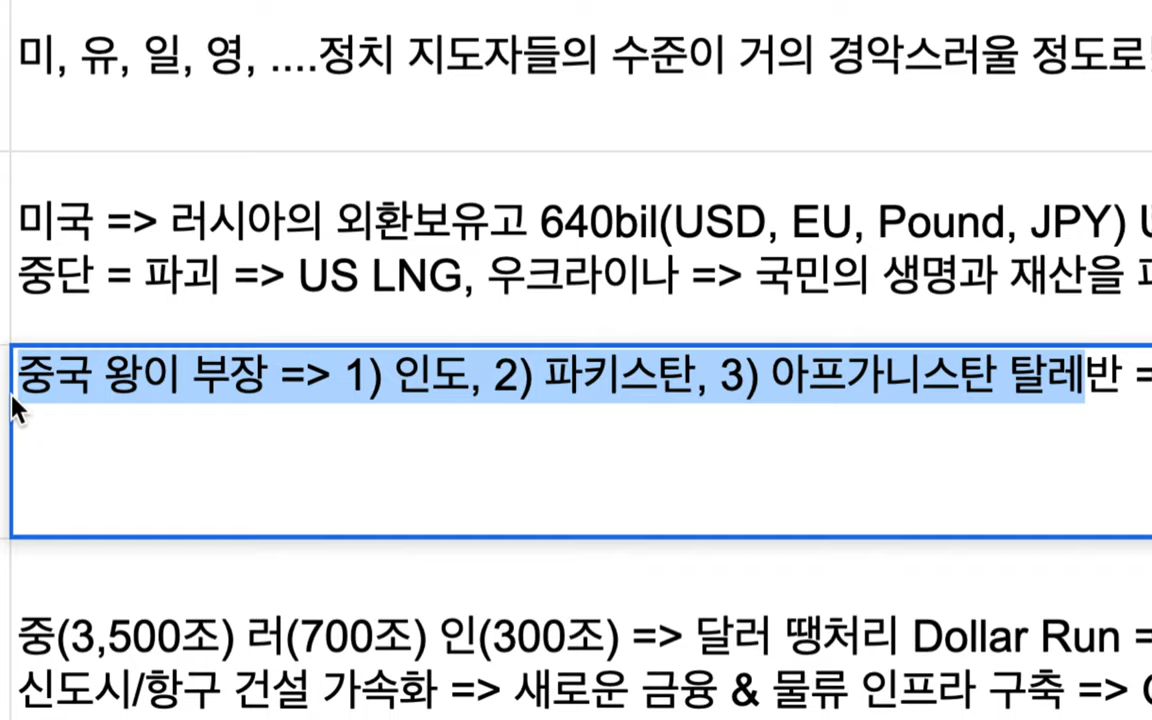 미, 유, 일, 영, ....정치 지도자들의 수준이 거의 경악스러울 정도로
미국 => 러시아의 외환보유고 640bil(USD, EU, Pound, JPY)
중단 = 파괴 => US LNG, 우크라이나 => 국민의 생명과 재산을
중국 왕이 부장 => 1) 인도, 2) 파키스탄, 3) 아프가니스탄 탈레반 =
중(3,500조) 러(700조) 인(300조) => 달러 땡처리 Dollar Run =
신도시/항구 건설 가속화 => 새로운 금융 & 물류 인프라 구축 =>